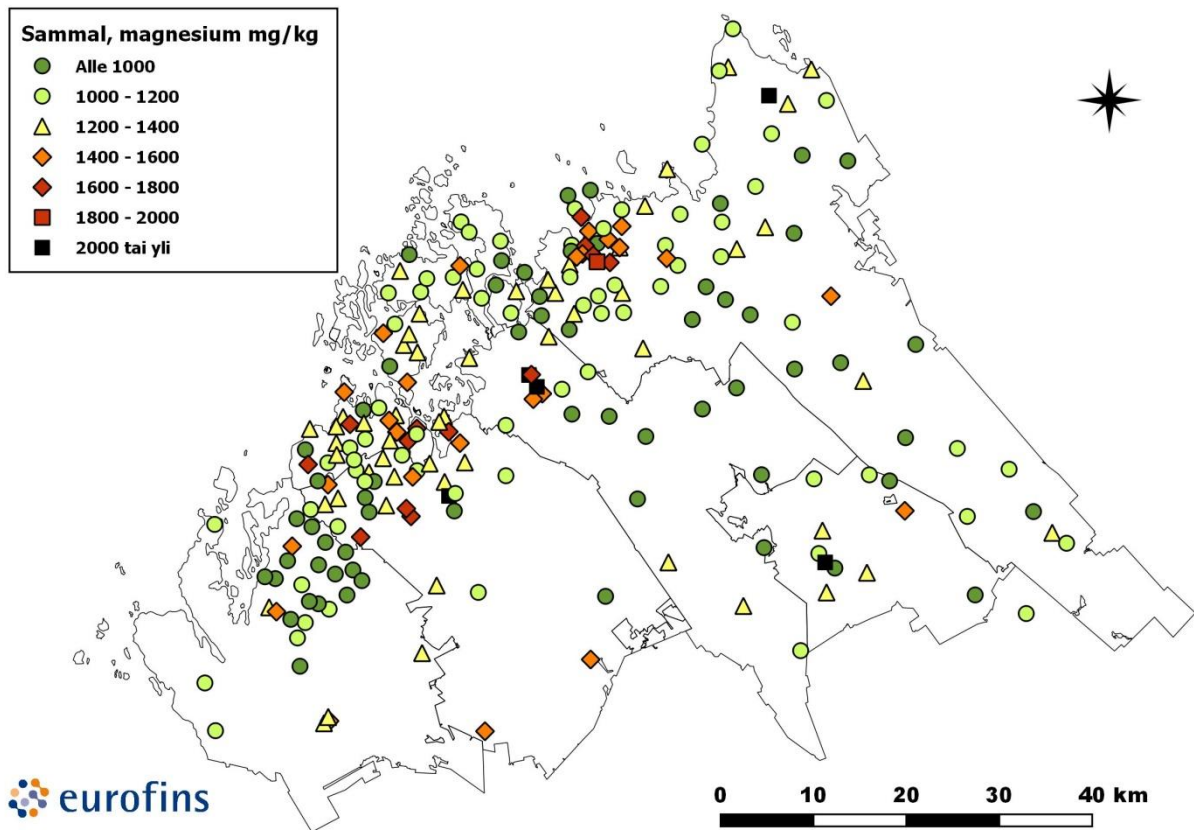 Sammal, magnesium mg/kg
Alle 1000
1000 - 1200
1200 - 1400
1400 - 1600
1600 - 1800
1800 - 2000
2000 tai yli
eurofins
0 10 20 30 40 km